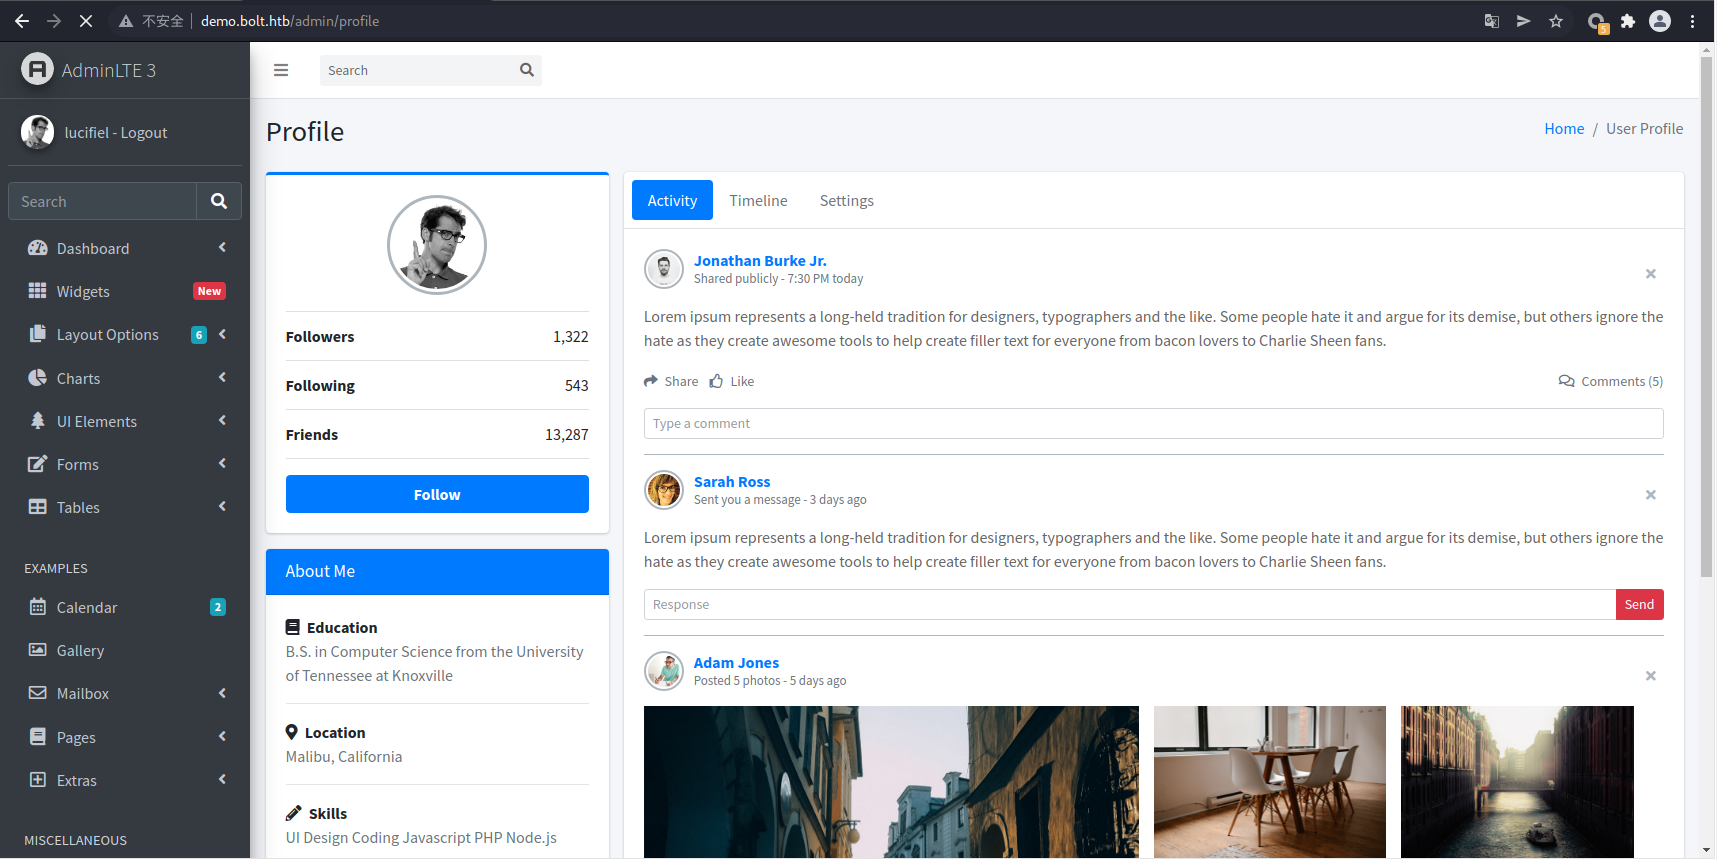 不安全 demo.bolt.htb/admin/profile
5
AdminLTE 3
Search
lucifiel - Logout
Search
Dashboard
Widgets New
Layout Options 6
Charts
UI Elements
Forms
Tables
EXAMPLES
Calendar 2
Gallery
Mailbox
Pages
Extras
MISCELLANEOUS
Profile
Home / User Profile
Followers 1,322
Following 543
Friends 13,287
Follow
About Me
Education
B.S. in Computer Science from the University
of Tennessee at Knoxville
Location
Malibu, California
Skills
UI Design Coding Javascript PHP Node.js
Activity Timeline Settings
Jonathan Burke Jr.
Shared publicly - 7:30 PM today
Lorem ipsum represents a long-held tradition for designers, typographers and the like. Some people hate it and argue for its demise, but others ignore the
hate as they create awesome tools to help create filler text for everyone from bacon lovers to Charlie Sheen fans.
Share Like Comments (5)
Type a comment
Sarah Ross
Sent you a message - 3 days ago
Lorem ipsum represents a long-held tradition for designers, typographers and the like. Some people hate it and argue for its demise, but others ignore the
hate as they create awesome tools to help create filler text for everyone from bacon lovers to Charlie Sheen fans.
Response Send
Adam Jones
Posted 5 photos - 5 days ago